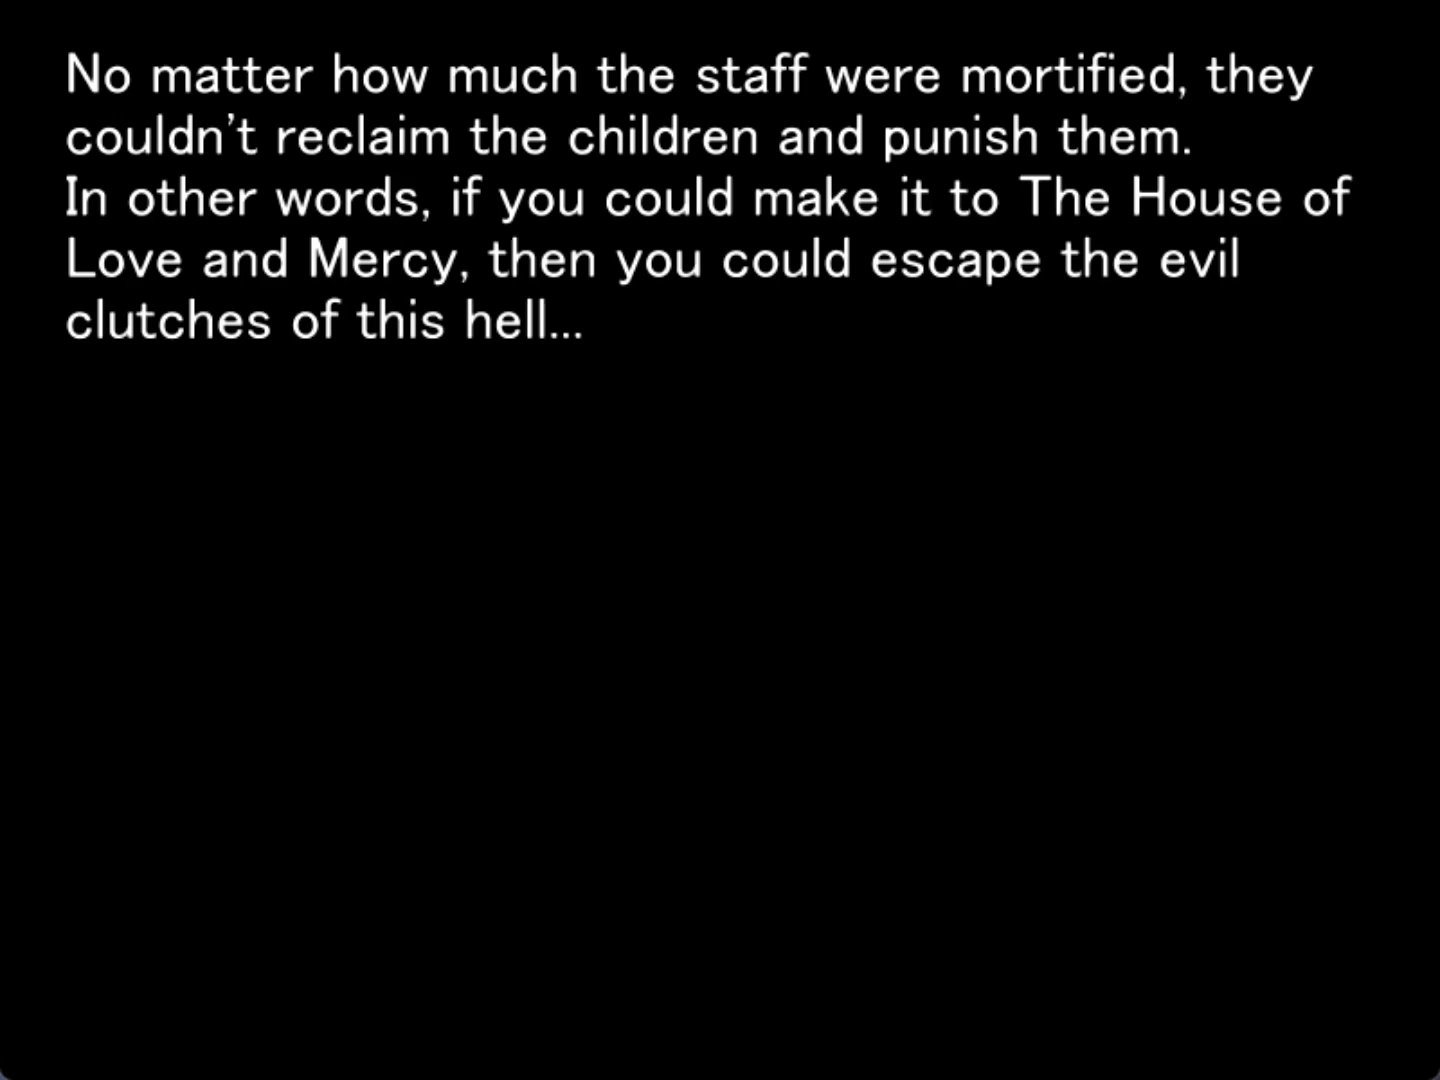 No matter how much the staff were mortified, they
couldn't reclaim the children and punish them.
In other words, if you could make it to The House of
Love and Mercy, then you could escape the evil
clutches of this hell...